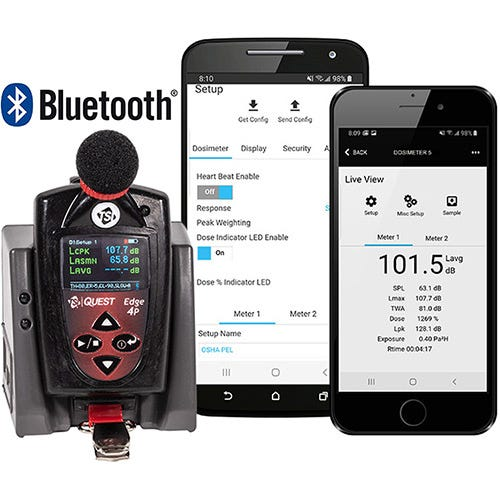 Bluetooth®
TSI
D1:Setup 1
LCPK 107.7 dB
LASMN 65.8 dB
LAVG ---.- dB
TSI QUEST
Edge
4P
8:10 98%
Setup
Get Config Send Config
Dosimeter Display Security
Heart Beat Enable
Off
Response
Peak Weighting
Dose Indicator LED Enable
On
Dose % Indicator LED
Meter 1 Meter 2
Setup Name
OSHA PEL
8:09 98%
BACK DOSIMETER 5
Live View
Setup Misc Setup Sample
Meter 1 Meter 2
101.5 Lavg
dB
SPL 63.1 dB
Lmax 107.7 dB
TWA 81.0 dB
Dose 1269 %
Lpk 128.1 dB
Exposure 0.40 Pa²H
Rtime 00:04:17